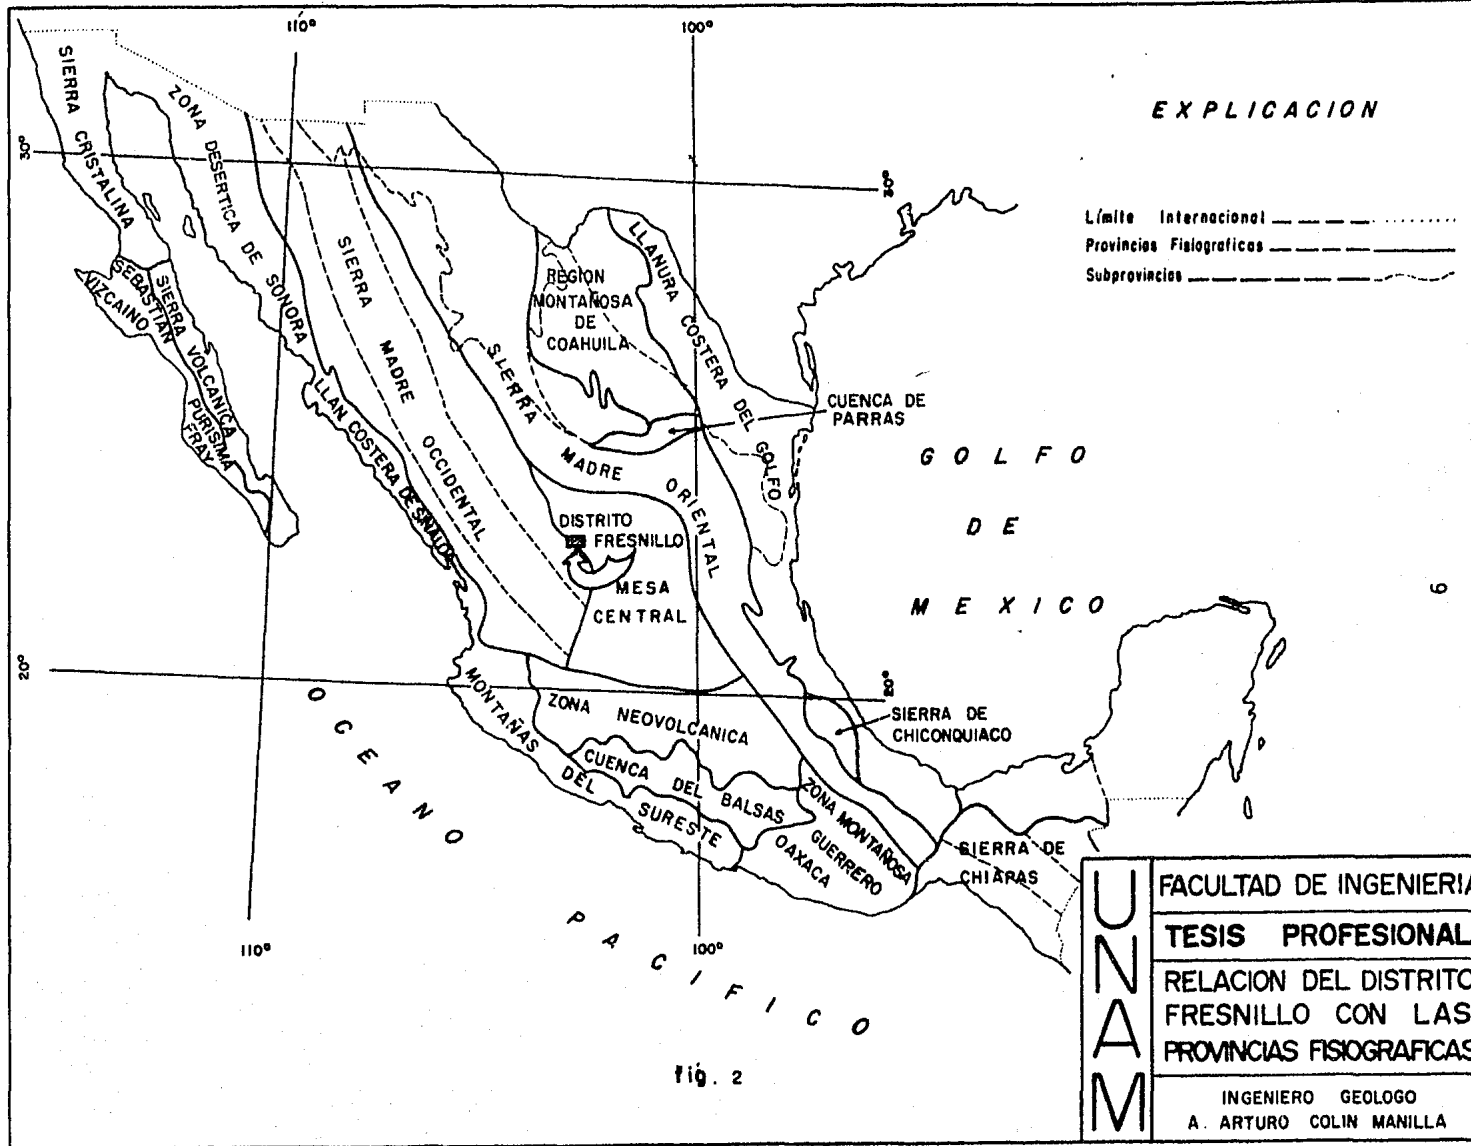 110°
100°
EXPLICACION
Límite Internacional
Provincias Fisiograficas
Subprovincias
30°
30°
SIERRA CRISTALINA
ZONA DESERTICA DE SONORA
SEBASTIAN
VIZCAINO
SIERRA VOLCANICA
PURISIMA
FRAY
SIERRA MADRE OCCIDENTAL
LLAN COSTERA DE SINALOA
REGION
MONTAÑOSA
DE
COAHUILA
LLANURA COSTERA DEL GOLFO
SIERRA MADRE ORIENTAL
CUENCA DE
PARRAS
GOLFO
DE
MEXICO
DISTRITO
FRESNILLO
MESA
CENTRAL
6
20°
20°
OCEANO PACIFICO
MONTAÑAS DEL SURESTE
ZONA NEOVOLCANICA
CUENCA DEL BALSAS
SIERRA DE
CHICONQUIACO
ZONA MONTAÑOSA
GUERRERO
OAXACA
SIERRA DE
CHIAPAS
110°
100°
fig. 2
UNAM
FACULTAD DE INGENIERIA
TESIS PROFESIONAL
RELACION DEL DISTRITO
FRESNILLO CON LAS
PROVINCIAS FISIOGRAFICAS
INGENIERO GEOLOGO
A. ARTURO COLIN MANILLA